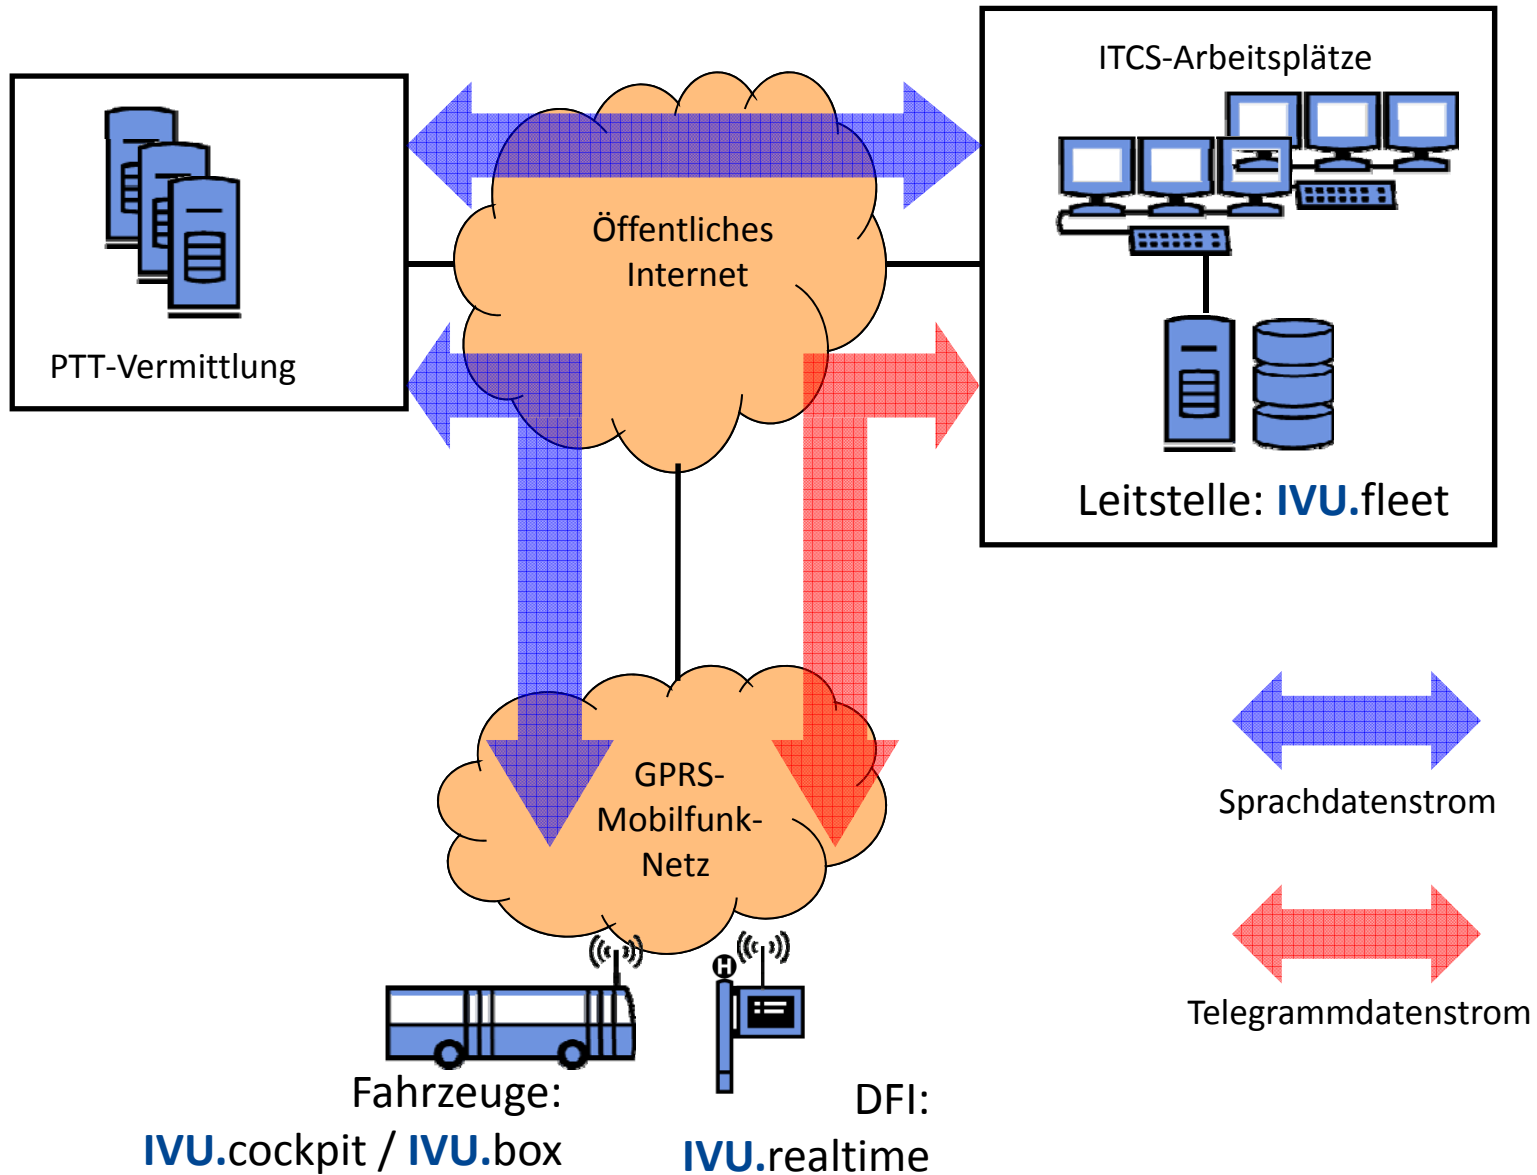 ITCS-Arbeitsplätze
PTT-Vermittlung
Öffentliches
Internet
Leitstelle: IVU.fleet
GPRS-
Mobilfunk-
Netz
Sprachdatenstrom
Telegrammdatenstrom
H
Fahrzeuge:
IVU.cockpit / IVU.box
DFI:
IVU.realtime